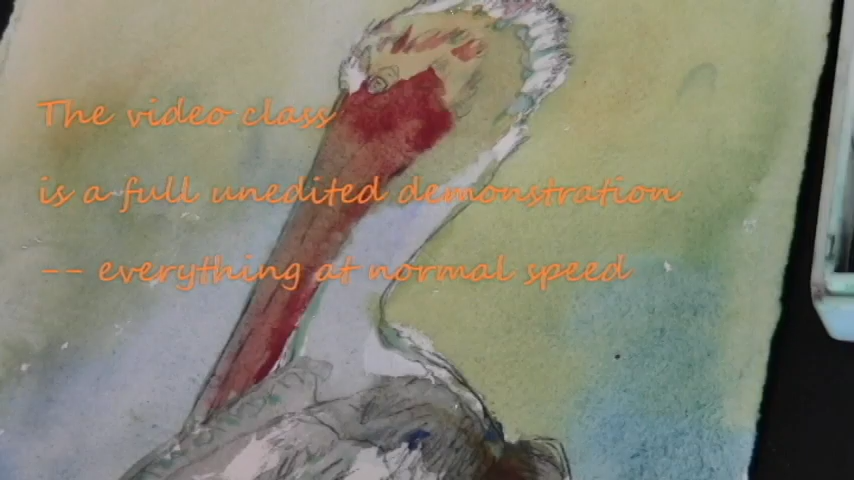 The video class
is a full unedited demonstration
-- everything at normal speed